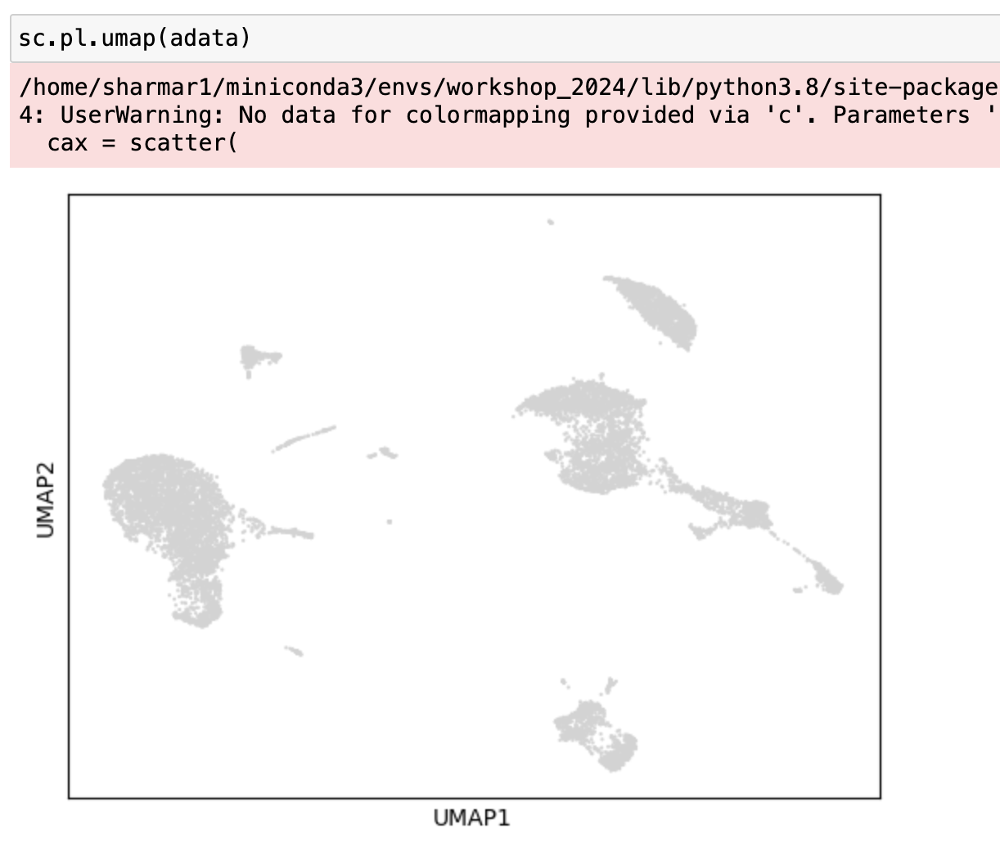 sc.pl.umap(adata)
/home/sharmar1/miniconda3/envs/workshop_2024/lib/python3.8/site-package
4: UserWarning: No data for colormapping provided via 'c'. Parameters '
cax = scatter(
UMAP2
UMAP1